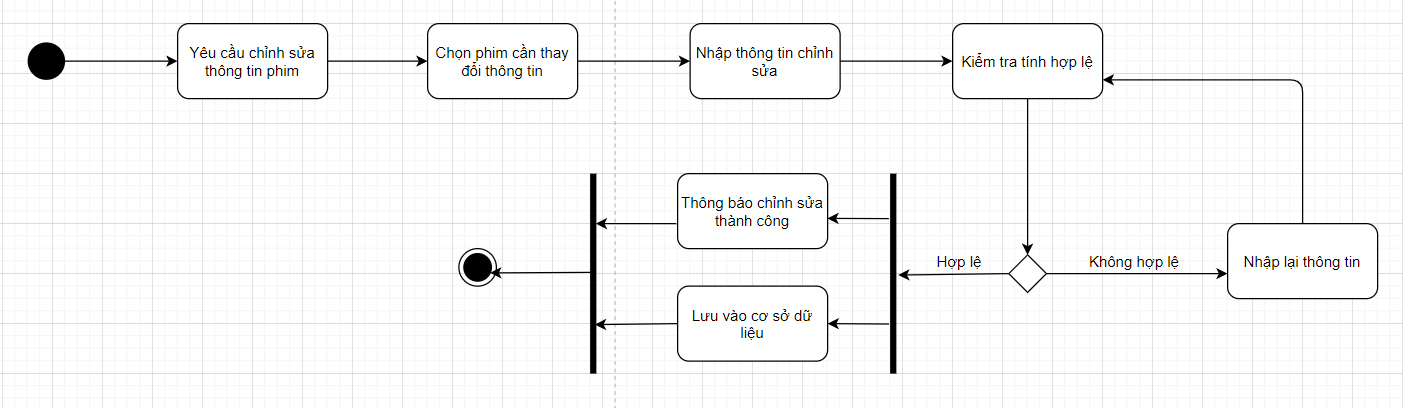 Yêu cầu chỉnh sửa
thông tin phim
Chọn phim cần thay
đổi thông tin
Nhập thông tin chỉnh
sửa
Kiểm tra tính hợp lệ
Thông báo chỉnh sửa
thành công
Hợp lệ
Không hợp lệ
Nhập lại thông tin
Lưu vào cơ sở dữ
liệu